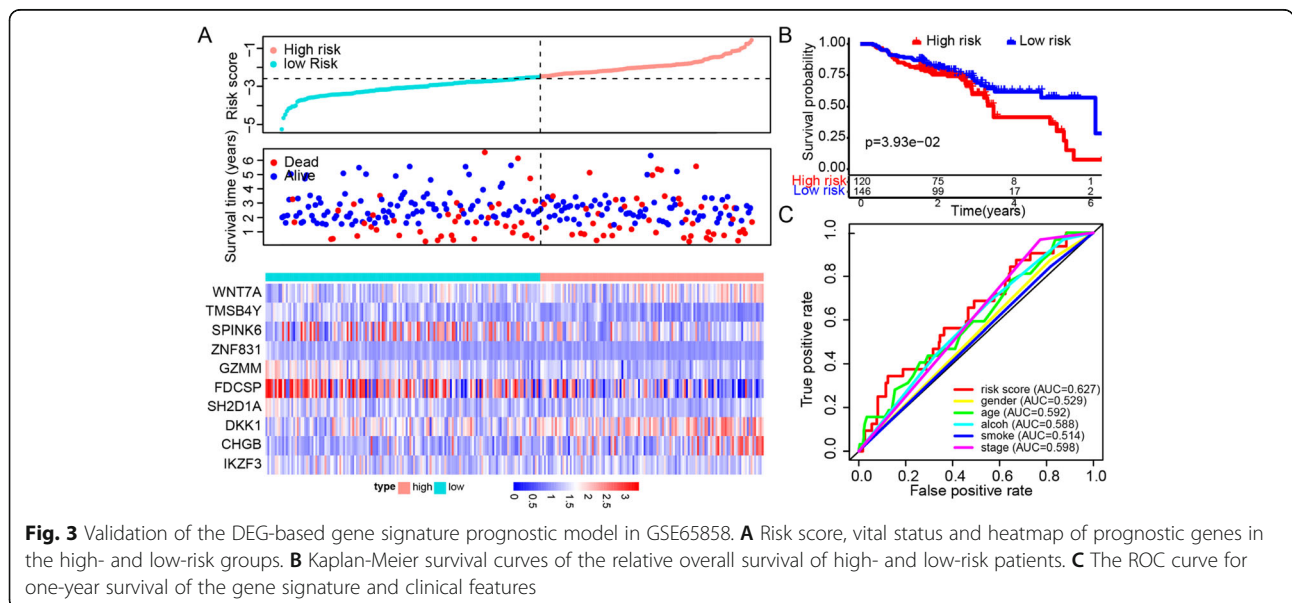 A
High risk
low Risk
Risk score
-1
-3
-5
Dead
Alive
Survival time (years)
6
5
4
3
2
1
WNT7A
TMSB4Y
SPINK6
ZNF831
GZMM
FDCSP
SH2D1A
DKK1
CHGB
IKZF3
type high low
0 0.5 1 1.5 2 2.5 3
B
High risk Low risk
Survival probability
1.00
0.75
0.50
0.25
0.00
p=3.93e-02
High risk 120 75 8 1
Low risk 146 99 17 2
0 2 4 6
Time(years)
C
True positive rate
1.0
0.8
0.6
0.4
0.2
0.0
risk score (AUC=0.627)
gender (AUC=0.529)
age (AUC=0.592)
alcoh (AUC=0.588)
smoke (AUC=0.514)
stage (AUC=0.598)
0.0 0.2 0.4 0.6 0.8 1.0
False positive rate
Fig. 3 Validation of the DEG-based gene signature prognostic model in GSE65858. A Risk score, vital status and heatmap of prognostic genes in
the high- and low-risk groups. B Kaplan-Meier survival curves of the relative overall survival of high- and low-risk patients. C The ROC curve for
one-year survival of the gene signature and clinical features